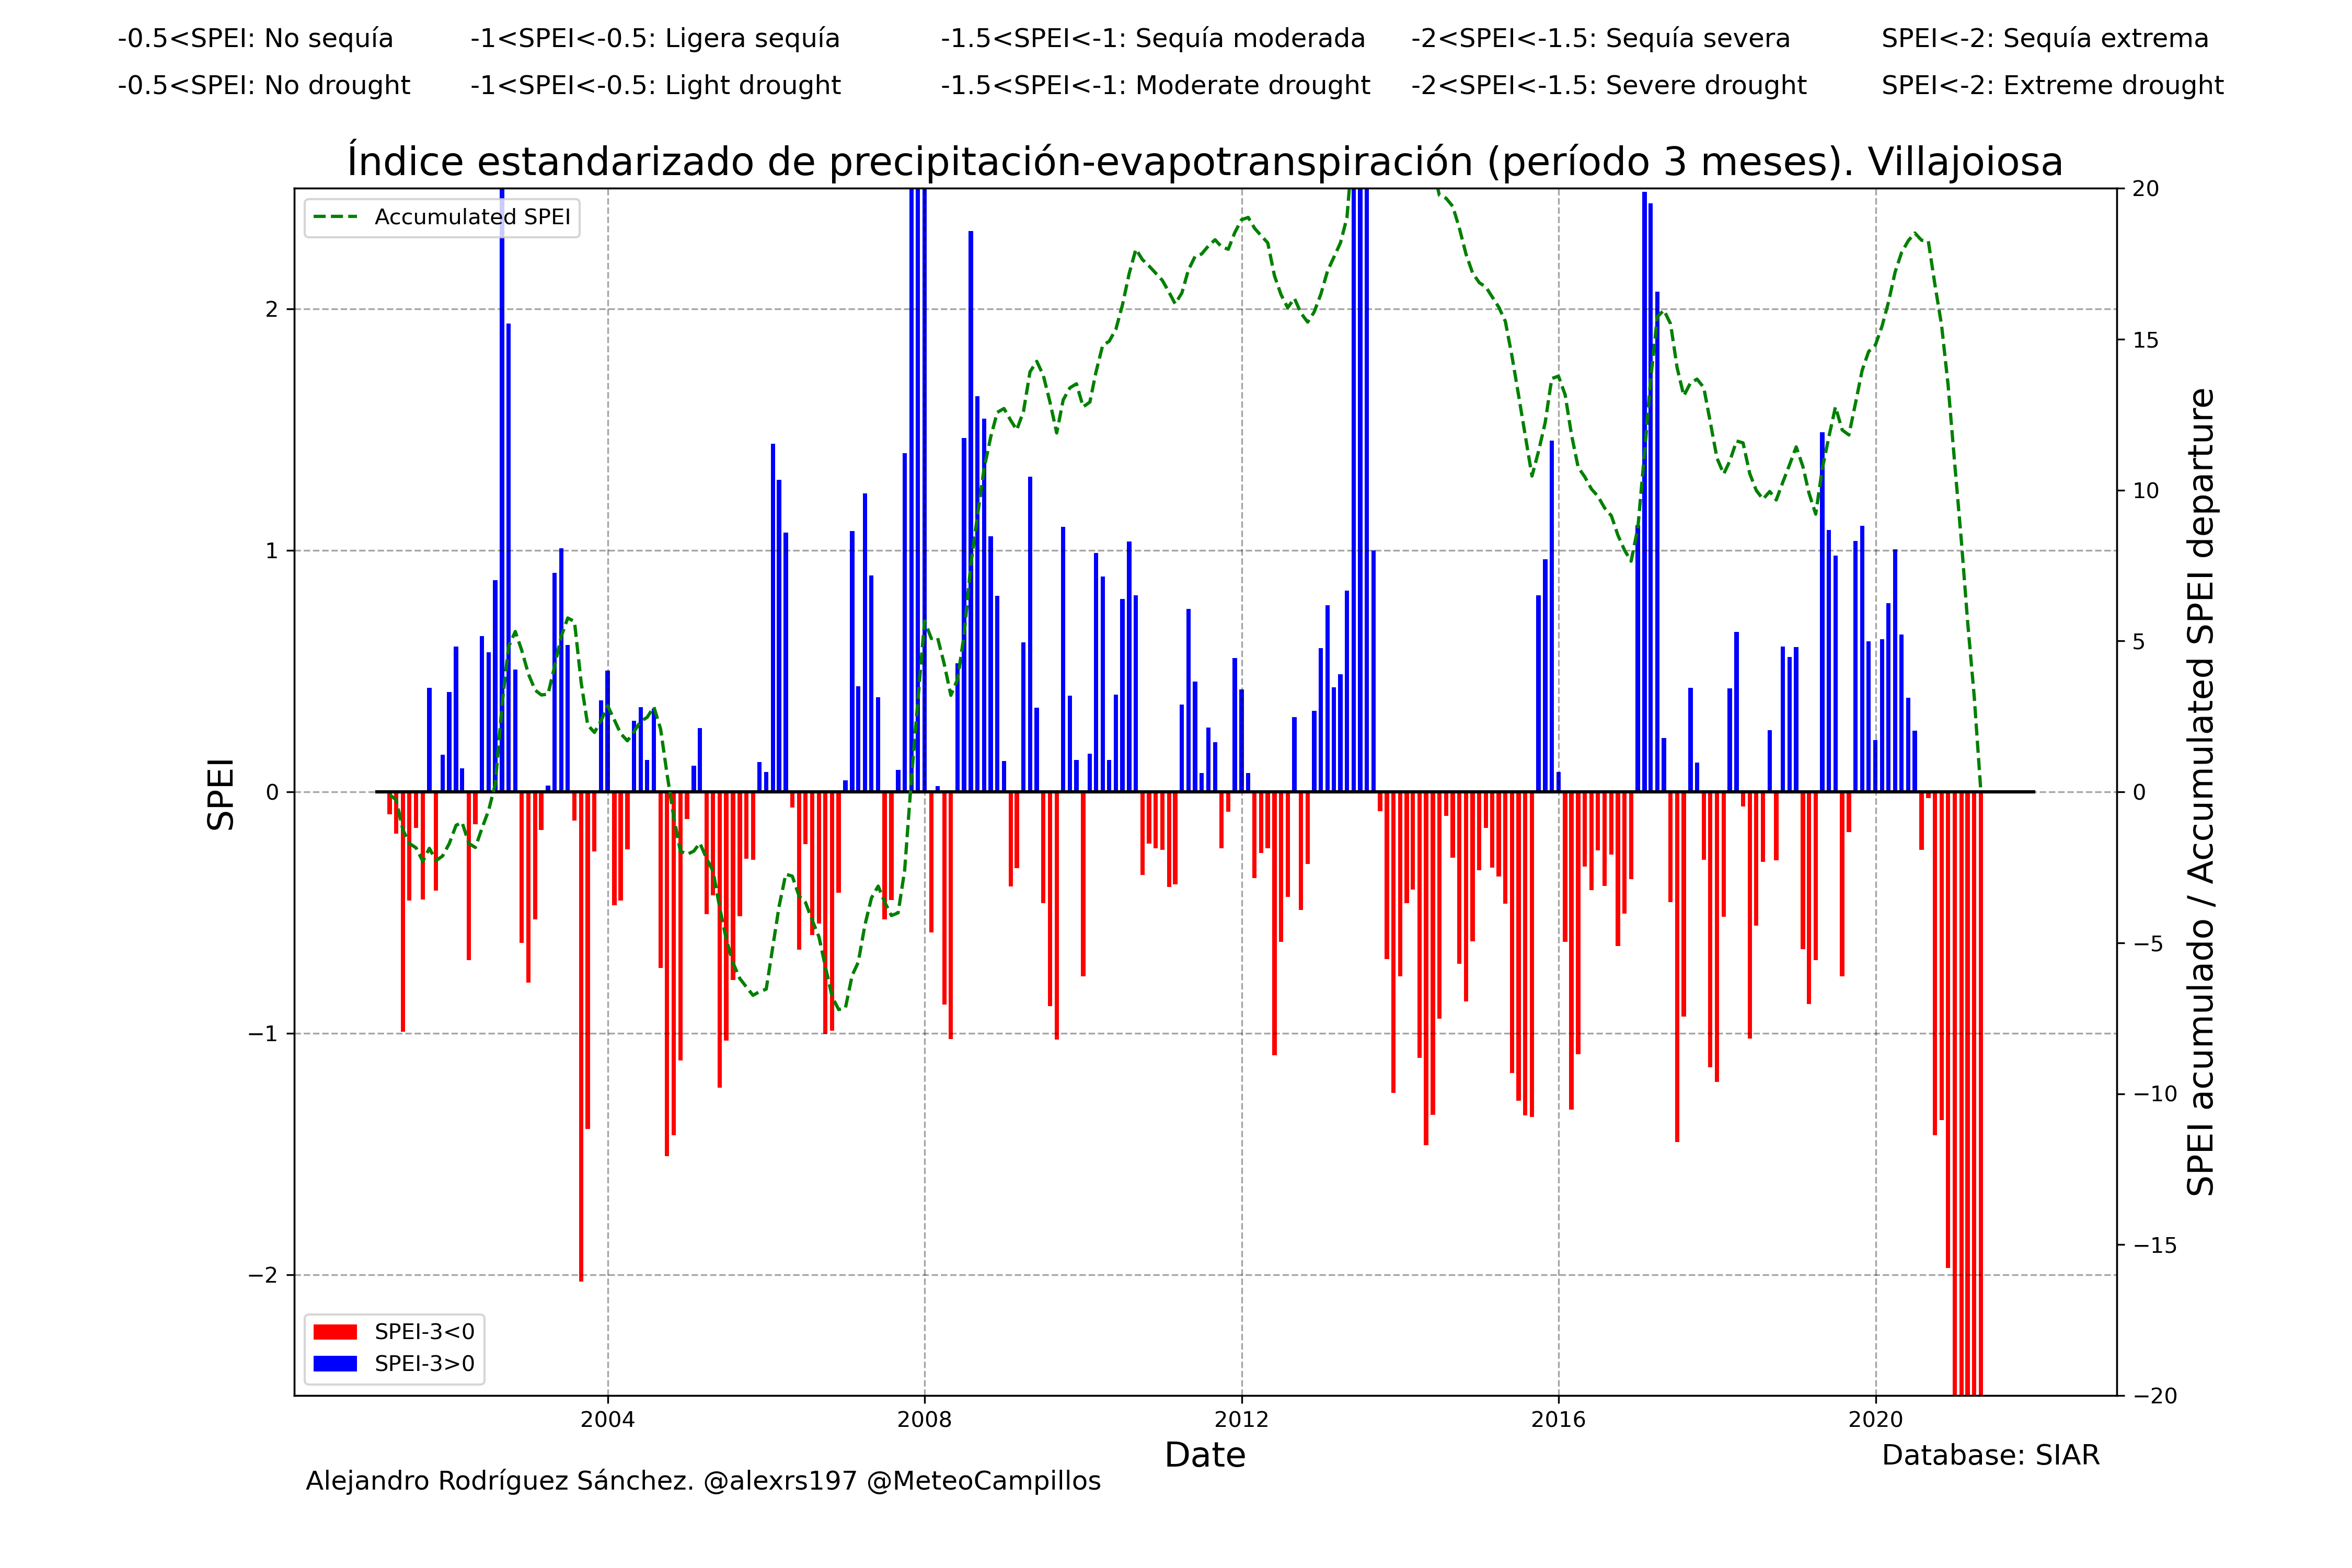 -0.5<SPEI: No sequía -1<SPEI<-0.5: Ligera sequía -1.5<SPEI<-1: Sequía moderada -2<SPEI<-1.5: Sequía severa SPEI<-2: Sequía extrema
-0.5<SPEI: No drought -1<SPEI<-0.5: Light drought -1.5<SPEI<-1: Moderate drought -2<SPEI<-1.5: Severe drought SPEI<-2: Extreme drought
Índice estandarizado de precipitación-evapotranspiración (período 3 meses). Villajoiosa
Accumulated SPEI
SPEI
2
1
0
−1
−2
20
15
10
5
0
−5
−10
−15
−20
SPEI acumulado / Accumulated SPEI departure
SPEI-3<0
SPEI-3>0
2004 2008 2012 2016 2020
Date
Database: SIAR
Alejandro Rodríguez Sánchez. @alexrs197 @MeteoCampillos